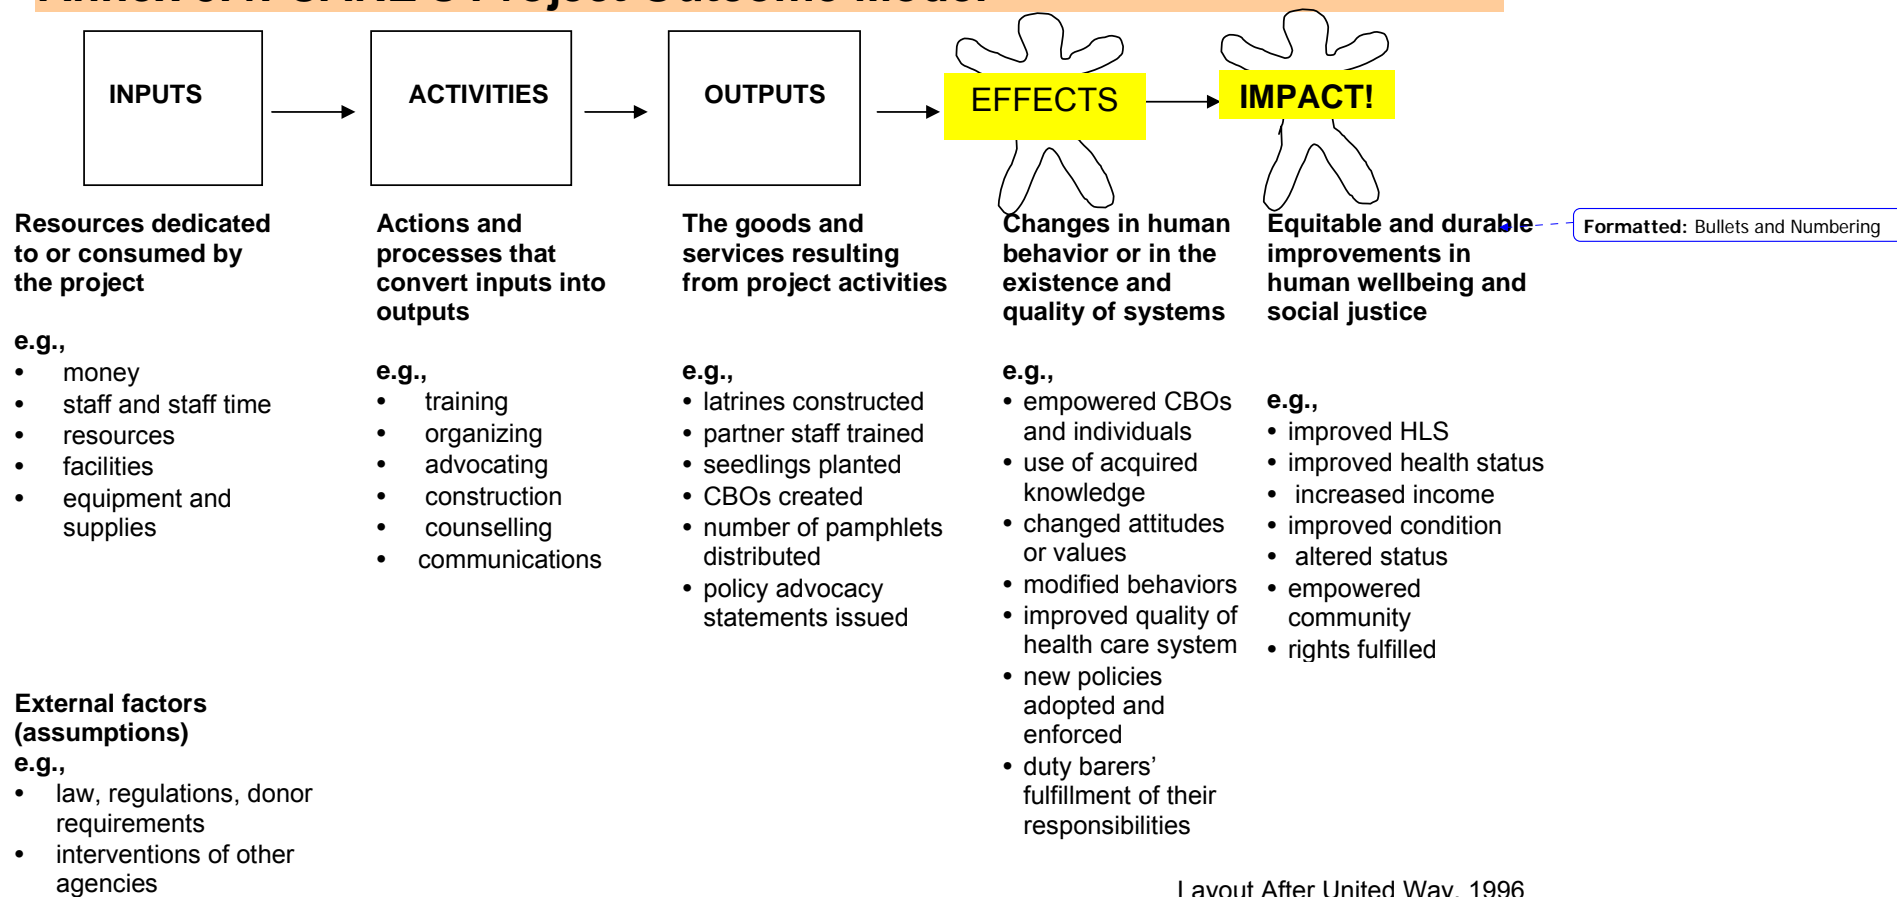 INPUTS
ACTIVITIES
OUTPUTS
EFFECTS
IMPACT!
Resources dedicated
to or consumed by
the project
e.g.,
• money
• staff and staff time
• resources
• facilities
• equipment and
supplies
External factors
(assumptions)
e.g.,
• law, regulations, donor
requirements
• interventions of other
agencies
Actions and
processes that
convert inputs into
outputs
e.g.,
• training
• organizing
• advocating
• construction
• counselling
• communications
The goods and
services resulting
from project activities
e.g.,
• latrines constructed
• partner staff trained
• seedlings planted
• CBOs created
• number of pamphlets
distributed
• policy advocacy
statements issued
Changes in human
behavior or in the
existence and
quality of systems
e.g.,
• empowered CBOs
and individuals
• use of acquired
knowledge
• changed attitudes
or values
• modified behaviors
• improved quality of
health care system
• new policies
adopted and
enforced
• duty barers’
fulfillment of their
responsibilities
Equitable and durable
improvements in
human wellbeing and
social justice
e.g.,
• improved HLS
• improved health status
• increased income
• improved condition
• altered status
• empowered
community
• rights fulfilled
Formatted: Bullets and Numbering
Layout After United Way, 1996